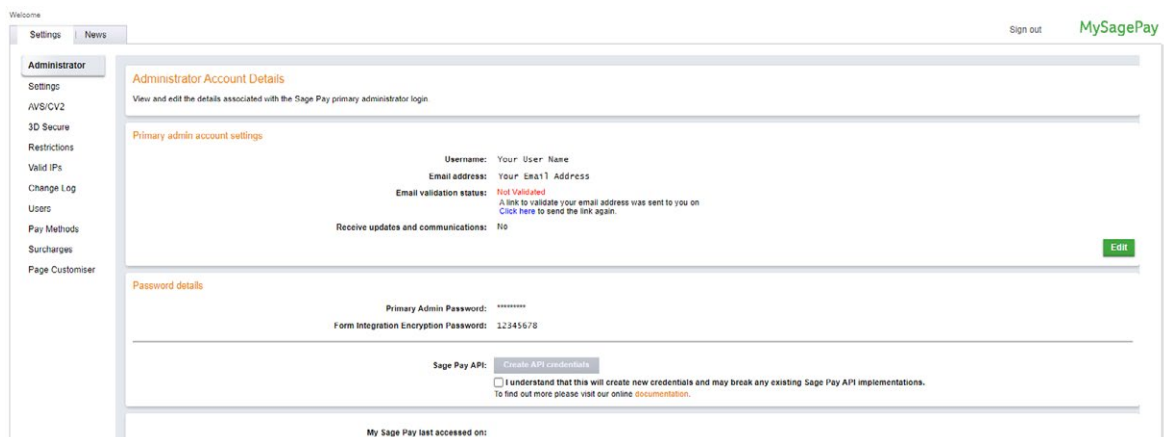 Welcome
Settings | News
Sign out
MySagePay
Administrator
Settings
AVS/CV2
3D Secure
Restrictions
Valid IPs
Change Log
Users
Pay Methods
Surcharges
Page Customiser
Administrator Account Details
View and edit the details associated with the Sage Pay primary administrator login
Primary admin account settings
Username: Your User Name
Email address: Your Email Address
Email validation status: Not Validated
A link to validate your email address was sent to you on
Click here to send the link again.
Receive updates and communications: No
Edit
Password details
Primary Admin Password: *********
Form Integration Encryption Password: 12345678
Sage Pay API: Create API credentials
I understand that this will create new credentials and may break any existing Sage Pay API implementations.
To find out more please visit our online documentation.
My Sage Pay last accessed on: